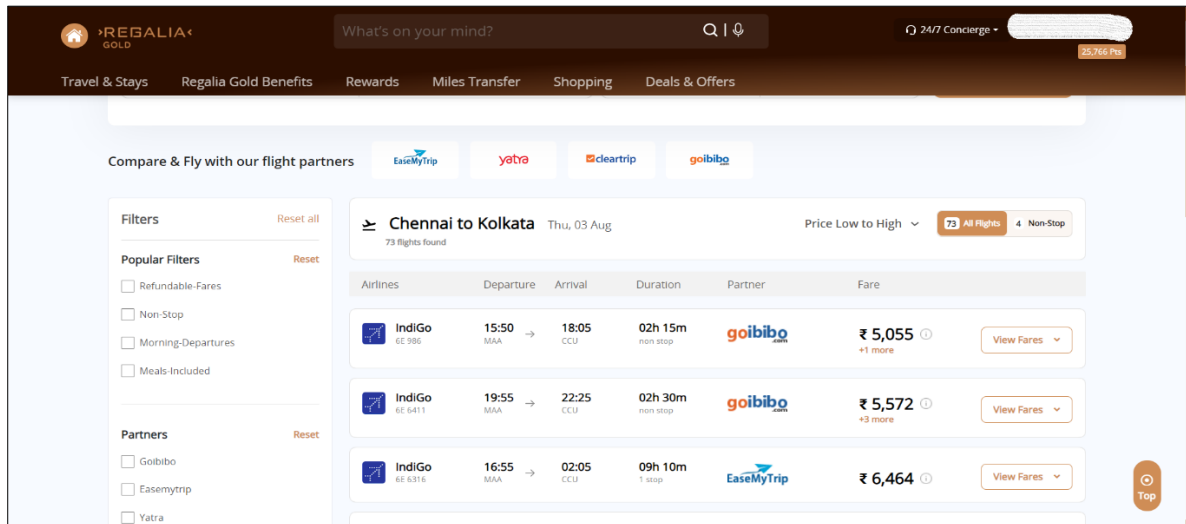 ›REGALIA‹
GOLD
What's on your mind?
24/7 Concierge
25,766 Pts
Travel & Stays Regalia Gold Benefits Rewards Miles Transfer Shopping Deals & Offers
Compare & Fly with our flight partners EaseMyTrip yatra cleartrip goibibo
Filters Reset all
Popular Filters Reset
Refundable-Fares
Non-Stop
Morning-Departures
Meals-Included
Partners Reset
Goibibo
Easemytrip
Yatra
Chennai to Kolkata Thu, 03 Aug
73 flights found
Price Low to High 73 All Flights 4 Non-Stop
Airlines Departure Arrival Duration Partner Fare
IndiGo 15:50 → 18:05 02h 15m goibibo.com ₹ 5,055 View Fares
6E 986 MAA CCU non stop +1 more
IndiGo 19:55 → 22:25 02h 30m goibibo.com ₹ 5,572 View Fares
6E 6411 MAA CCU non stop +3 more
IndiGo 16:55 → 02:05 09h 10m EaseMyTrip ₹ 6,464 View Fares
6E 6316 MAA CCU 1 stop
Top